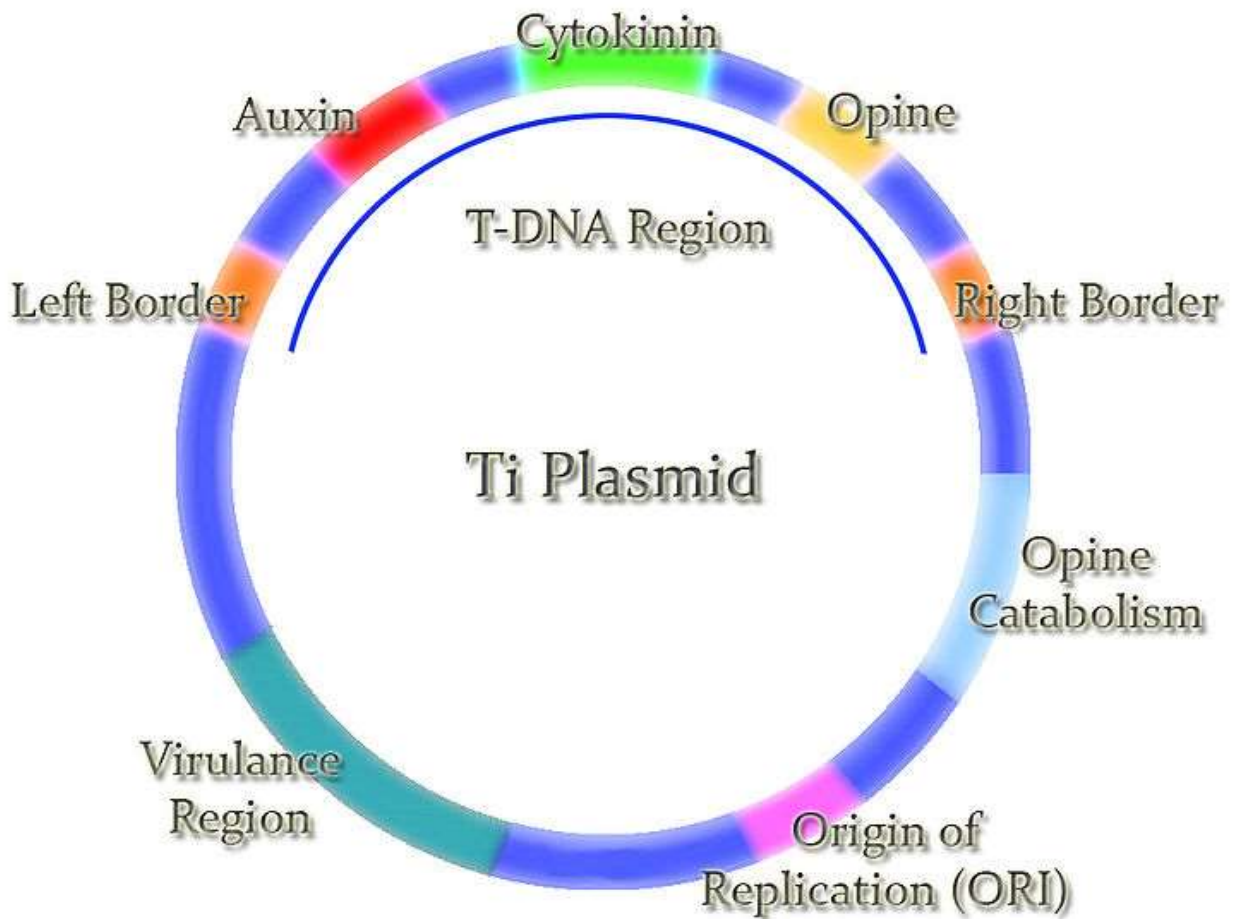 Cytokinin
Auxin
Opine
T-DNA Region
Left Border
Right Border
Ti Plasmid
Opine
Catabolism
Virulance
Region
Origin of
Replication (ORI)